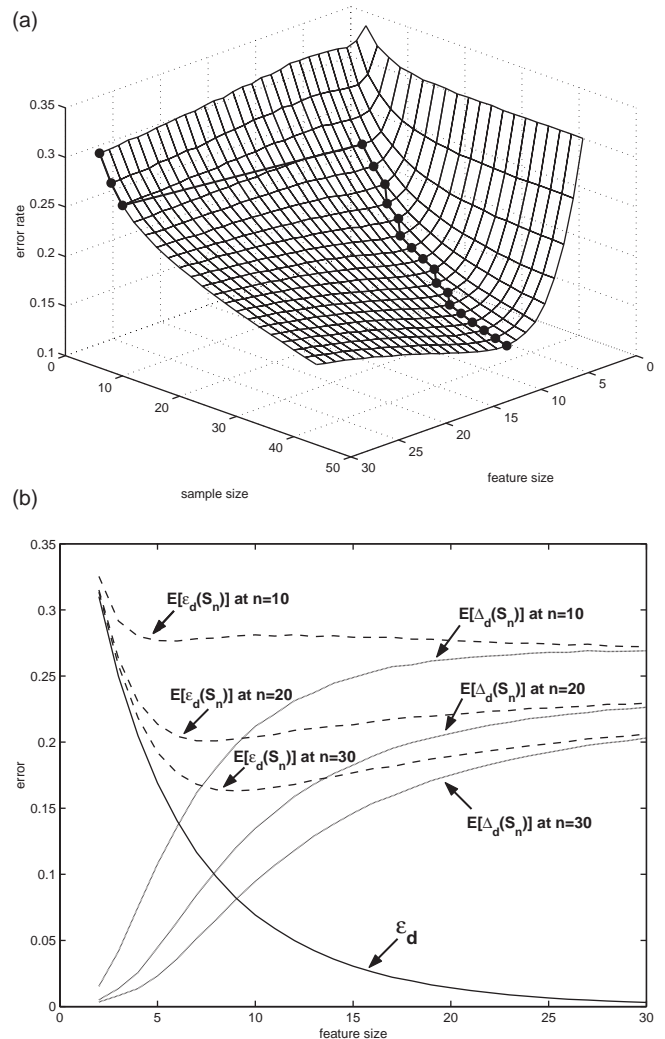 (a)
0.35
0.3
0.25
0.2
0.15
0.1
error rate
0
10
20
30
40
50
sample size
30
25
20
15
10
5
0
feature size
(b)
0.35
0.3
0.25
0.2
0.15
0.1
0.05
0
error
E[ε_d(S_n)] at n=10
E[Δ_d(S_n)] at n=10
E[ε_d(S_n)] at n=20
E[Δ_d(S_n)] at n=20
E[ε_d(S_n)] at n=30
E[Δ_d(S_n)] at n=30
ε_d
0 5 10 15 20 25 30
feature size